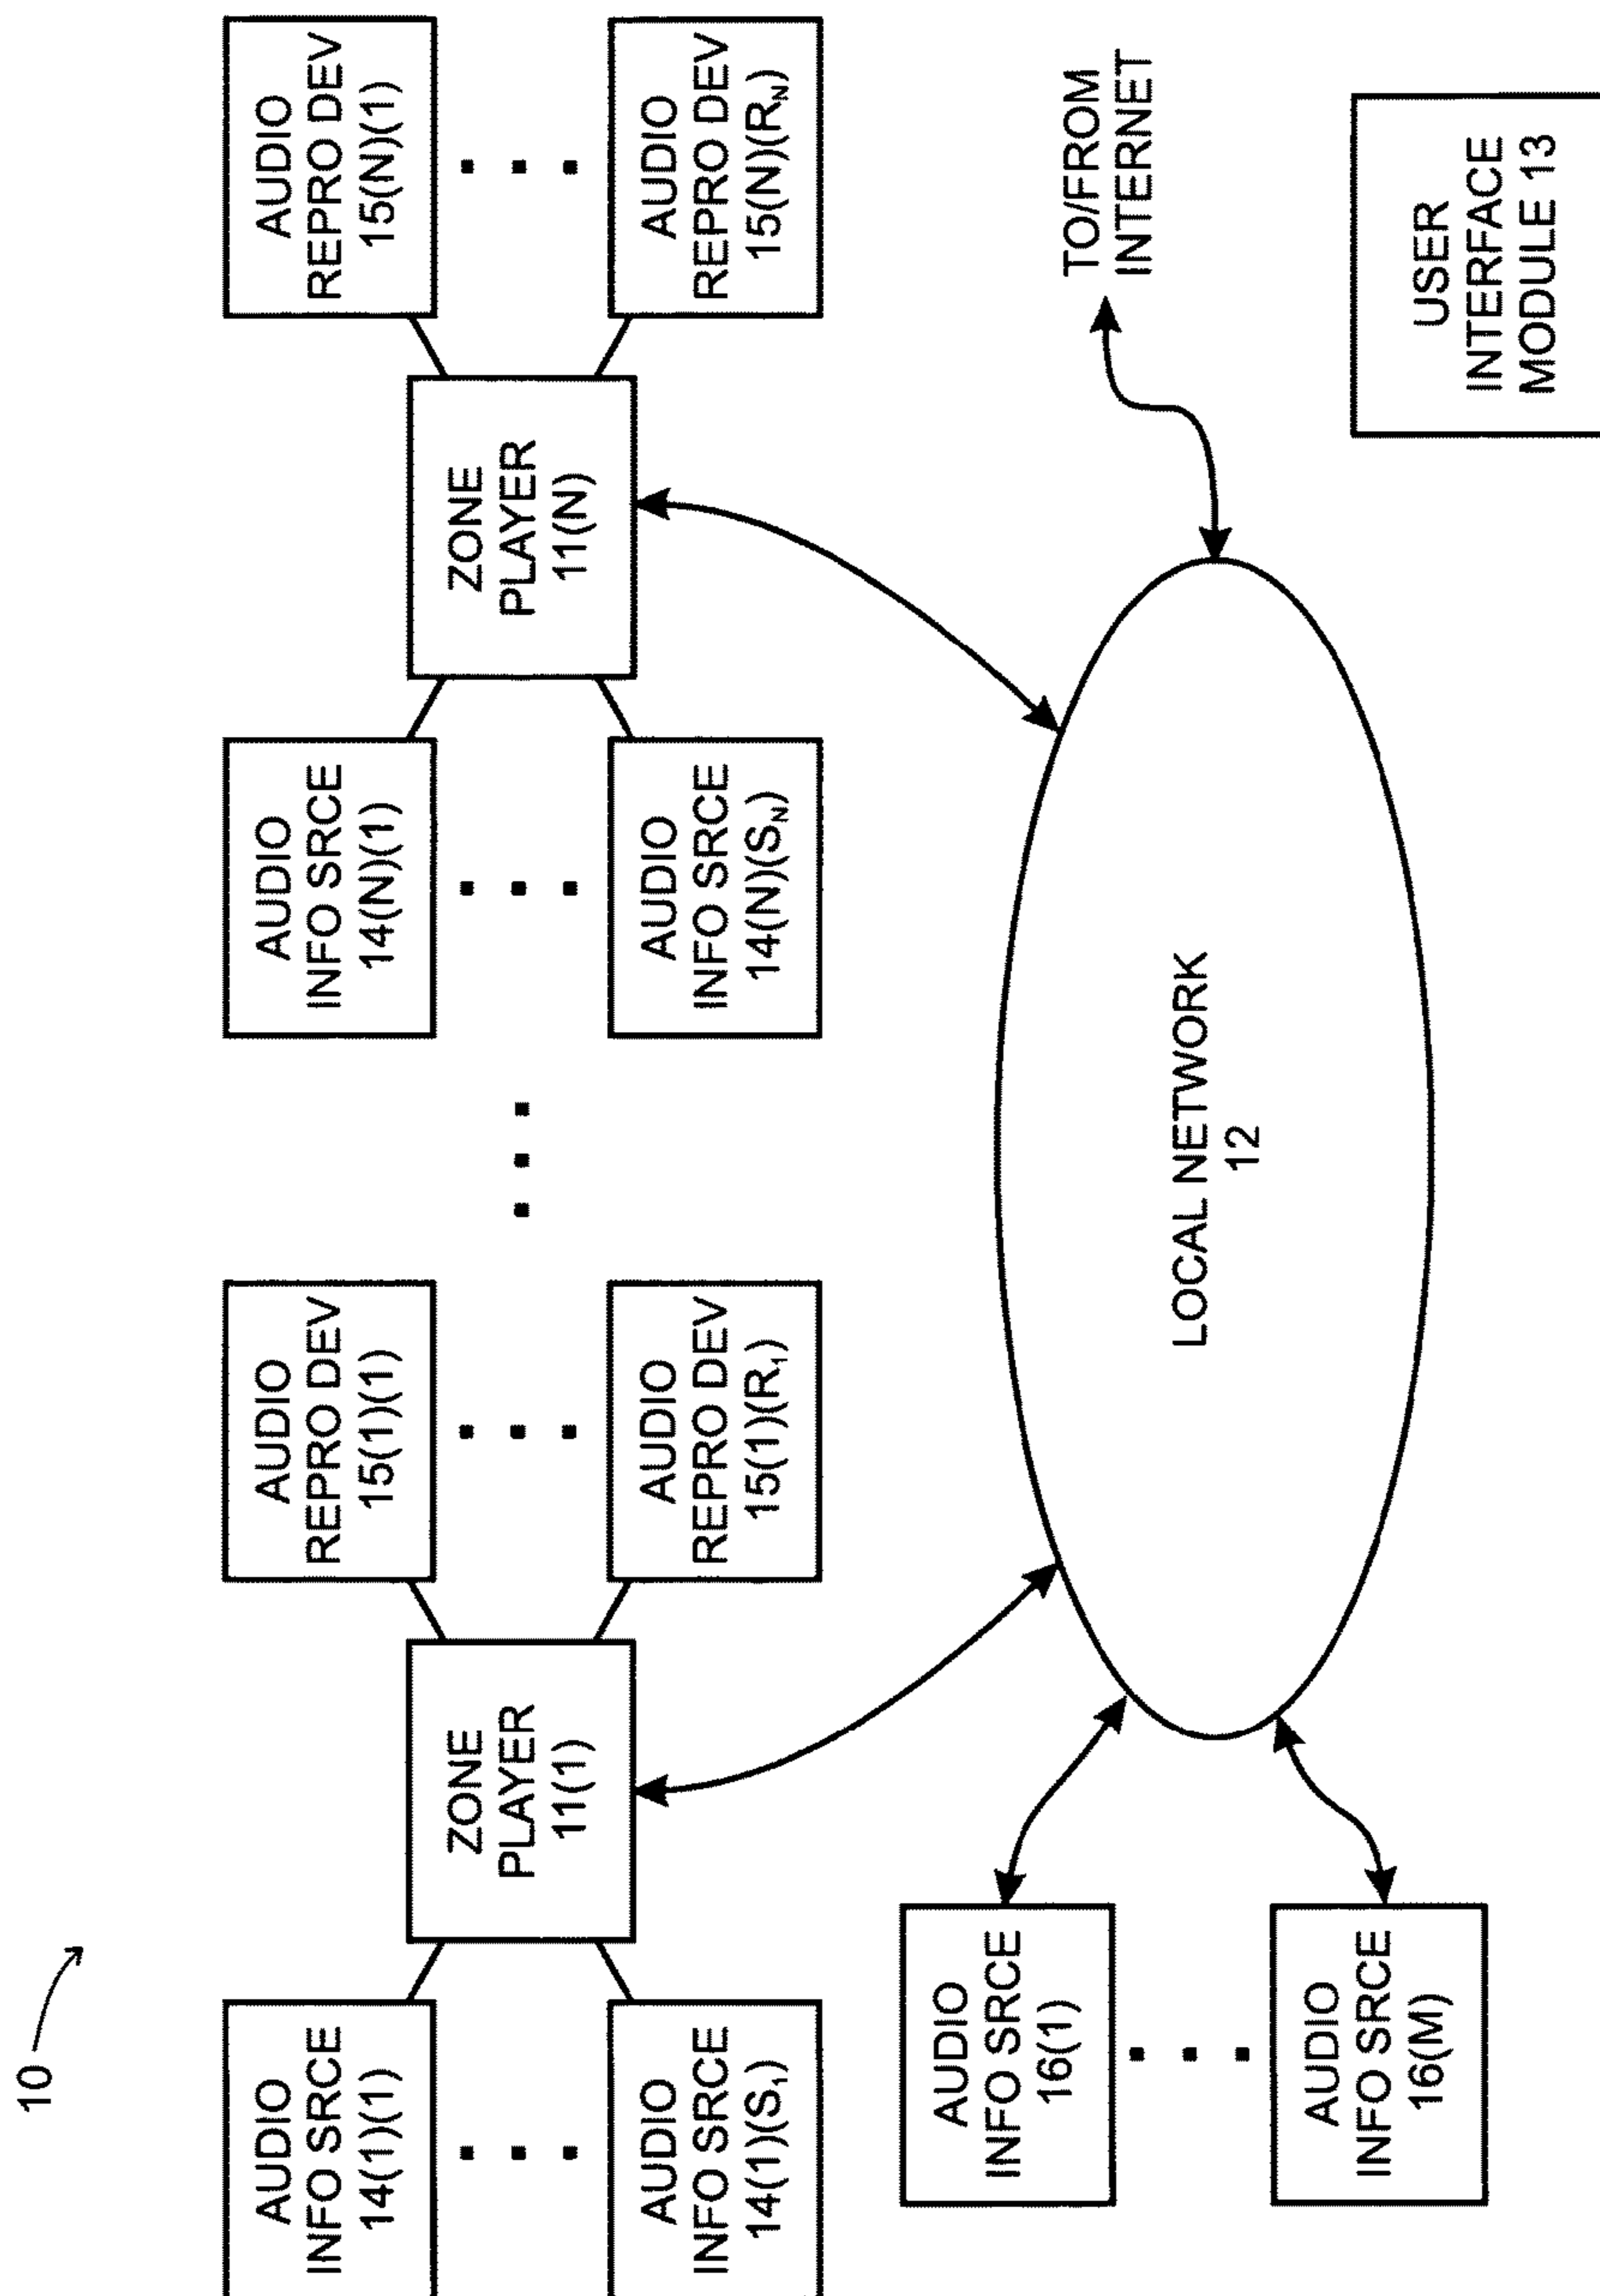 10
AUDIO
INFO SRCE
14(1)(1)
AUDIO
INFO SRCE
14(1)(S₁)
ZONE
PLAYER
11(1)
AUDIO
REPRO DEV
15(1)(1)
AUDIO
REPRO DEV
15(1)(R₁)
AUDIO
INFO SRCE
14(N)(1)
AUDIO
INFO SRCE
14(N)(S_N)
ZONE
PLAYER
11(N)
AUDIO
REPRO DEV
15(N)(1)
AUDIO
REPRO DEV
15(N)(R_N)
AUDIO
INFO SRCE
16(1)
AUDIO
INFO SRCE
16(M)
LOCAL NETWORK
12
TO/FROM
INTERNET
USER
INTERFACE
MODULE 13